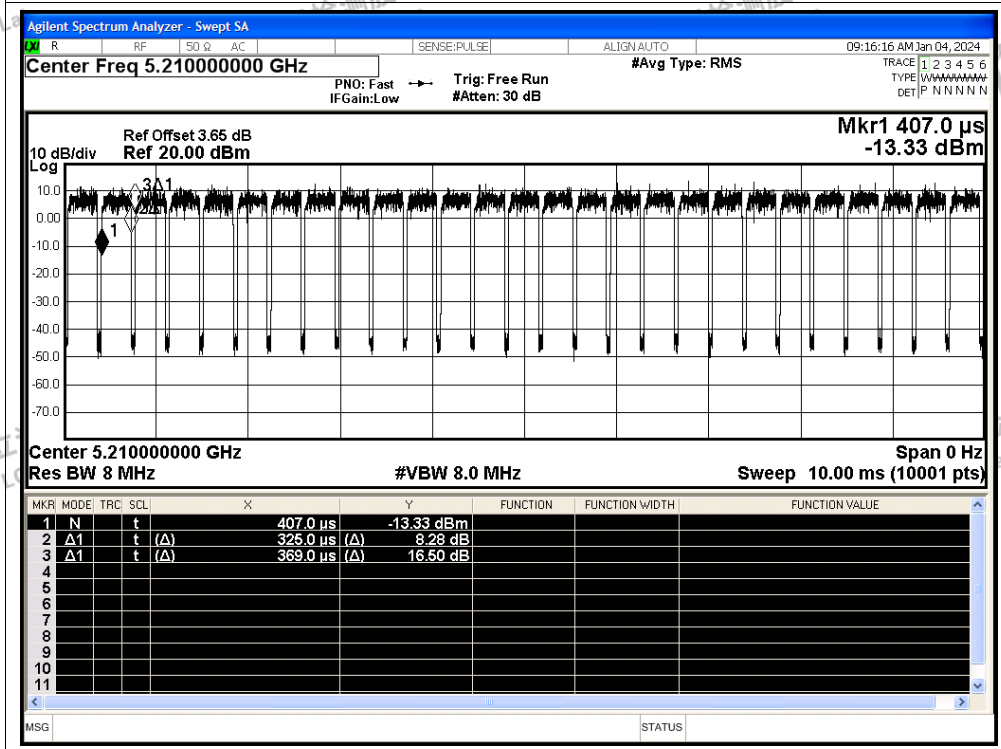 Agilent Spectrum Analyzer - Swept SA
LXI R RF 50 Ω AC SENSE:PULSE ALIGN AUTO 09:16:16 AM Jan 04, 2024
Center Freq 5.210000000 GHz #Avg Type: RMS TRACE 1 2 3 4 5 6
PNO: Fast Trig: Free Run TYPE WWWWWW
IFGain:Low #Atten: 30 dB DET P N N N N N
Mkr1 407.0 µs
Ref Offset 3.65 dB
10 dB/div Ref 20.00 dBm -13.33 dBm
Log
3Δ1
10.0
2Δ1
0.00
1
-10.0
-20.0
-30.0
-40.0
-50.0
-60.0
-70.0
Center 5.210000000 GHz Span 0 Hz
Res BW 8 MHz #VBW 8.0 MHz Sweep 10.00 ms (10001 pts)
MKR MODE TRC SCL X Y FUNCTION FUNCTION WIDTH FUNCTION VALUE
1 N t 407.0 µs -13.33 dBm
2 Δ1 t (Δ) 325.0 µs (Δ) 8.28 dB
3 Δ1 t (Δ) 369.0 µs (Δ) 16.50 dB
4
5
6
7
8
9
10
11
MSG STATUS